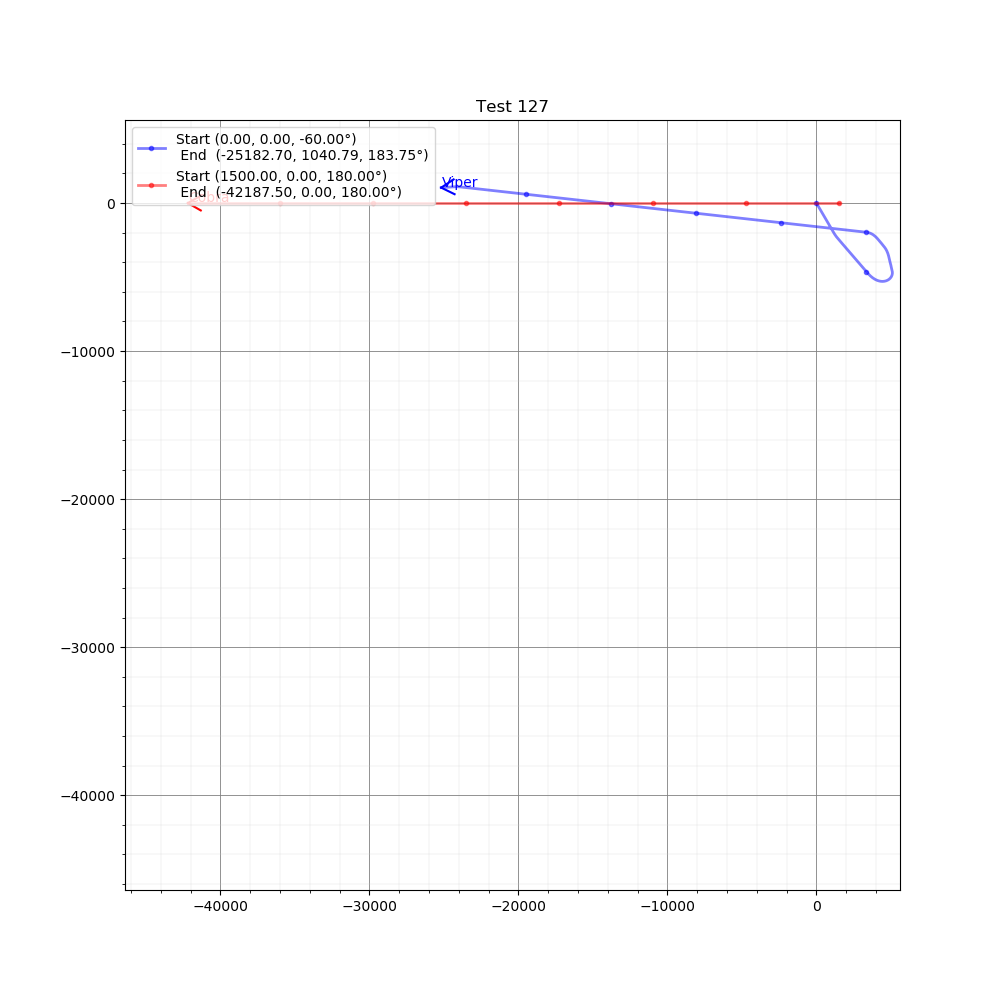 Test 127
Start (0.00, 0.00, -60.00°)
End  (-25182.70, 1040.79, 183.75°)
Start (1500.00, 0.00, 180.00°)
End  (-42187.50, 0.00, 180.00°)
Viper
0
−10000
−20000
−30000
−40000
−40000
−30000
−20000
−10000
0